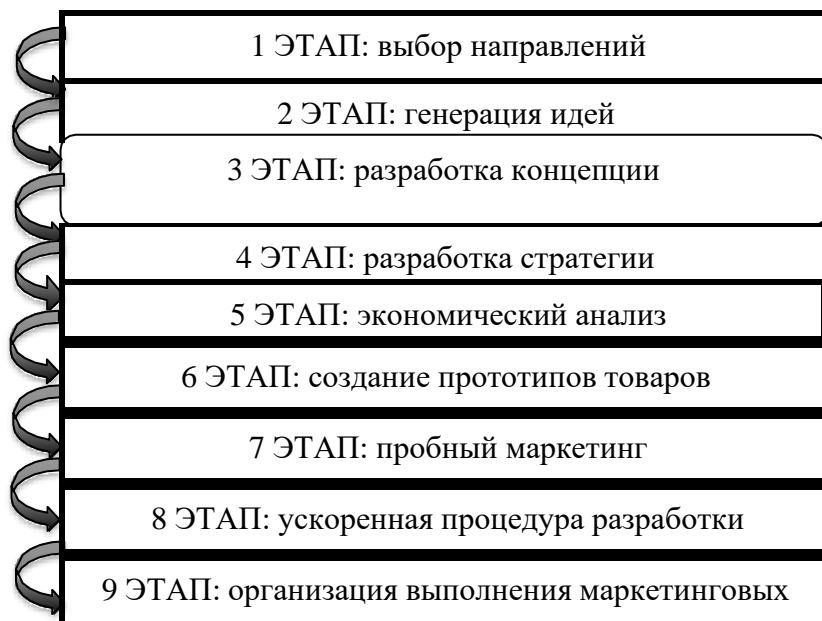 1 ЭТАП: выбор направлений
2 ЭТАП: генерация идей
3 ЭТАП: разработка концепции
4 ЭТАП: разработка стратегии
5 ЭТАП: экономический анализ
6 ЭТАП: создание прототипов товаров
7 ЭТАП: пробный маркетинг
8 ЭТАП: ускоренная процедура разработки
9 ЭТАП: организация выполнения маркетинговых